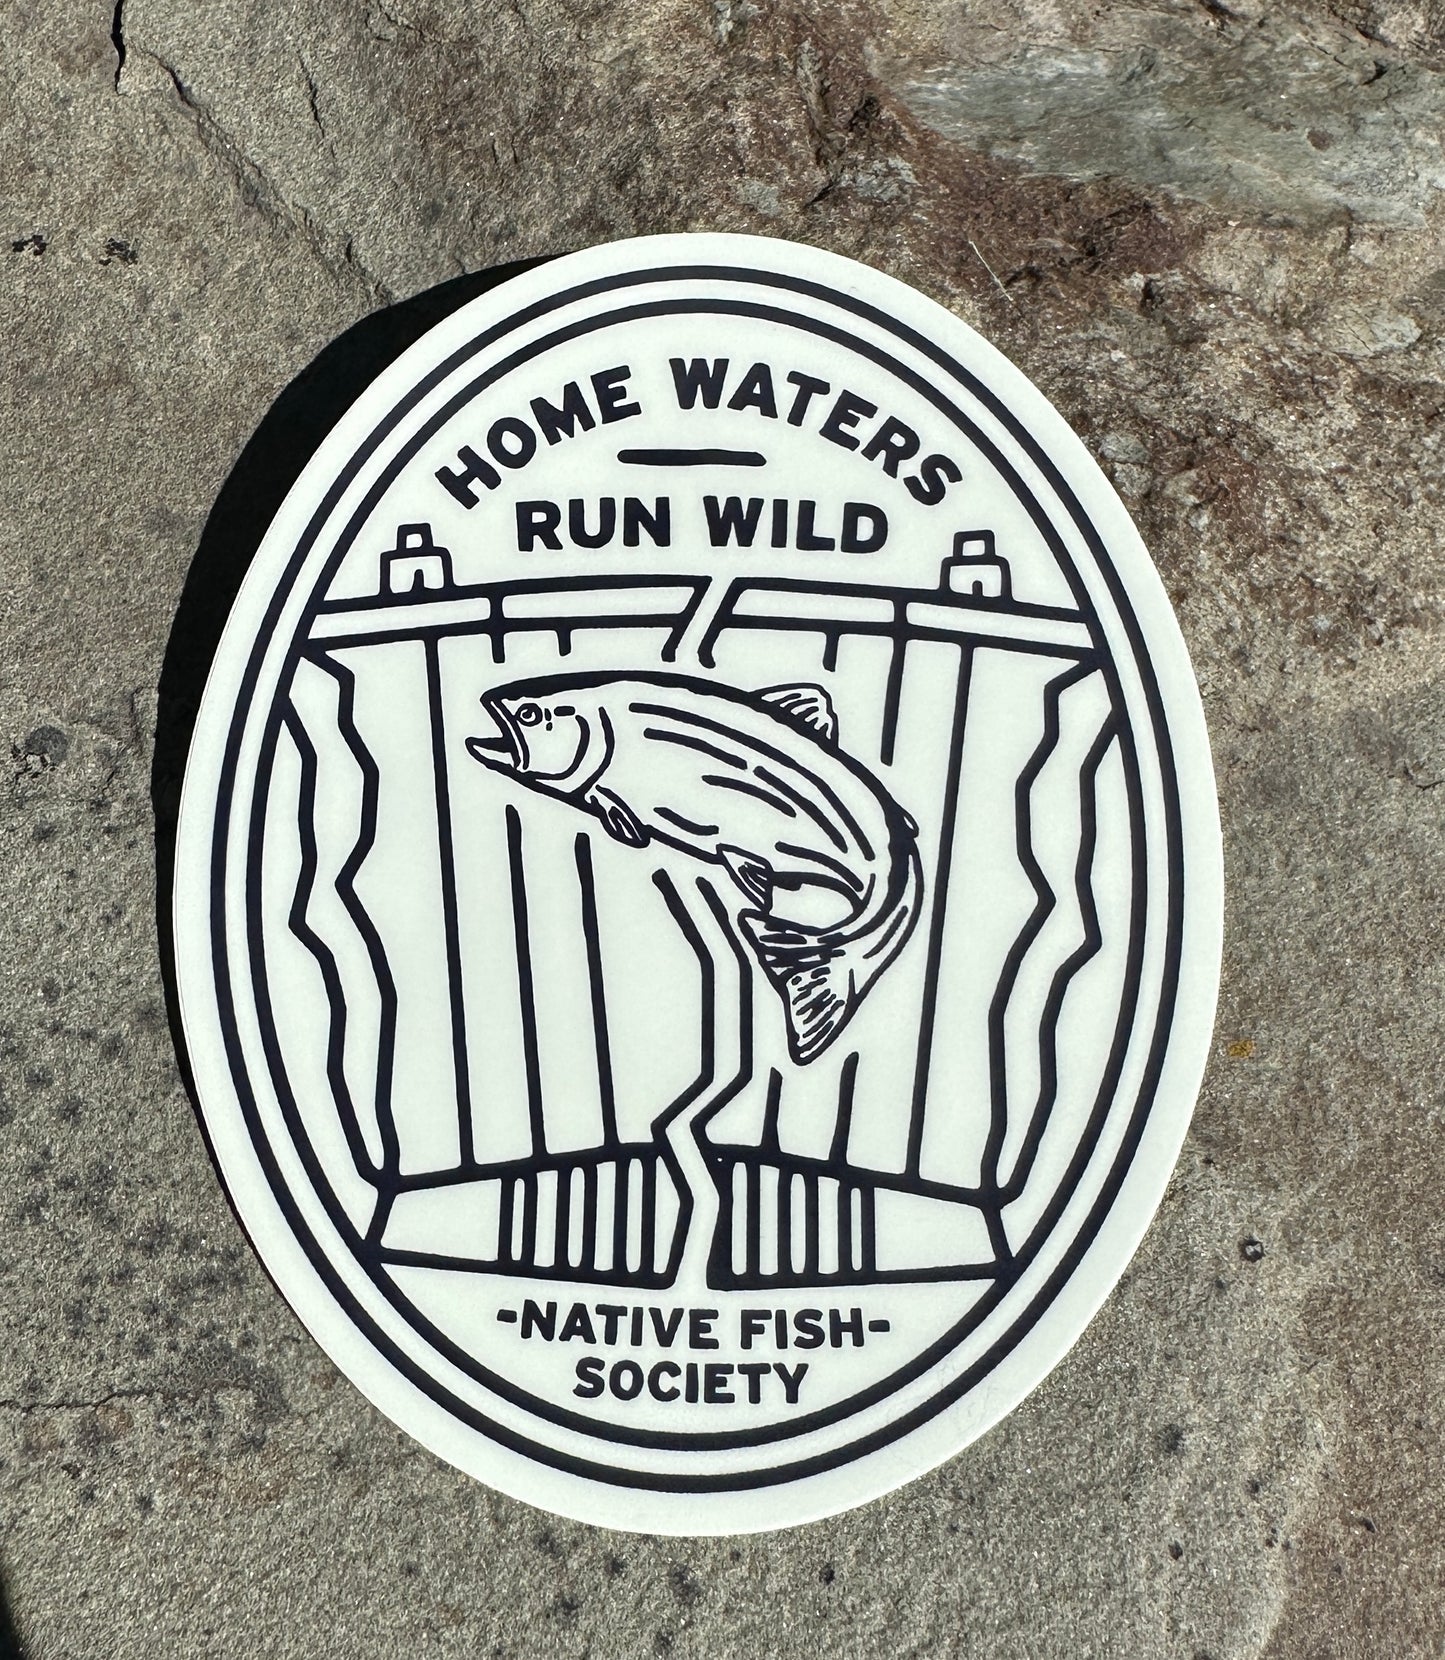 HOME WATERS
RUN WILD
-NATIVE FISH-
SOCIETY